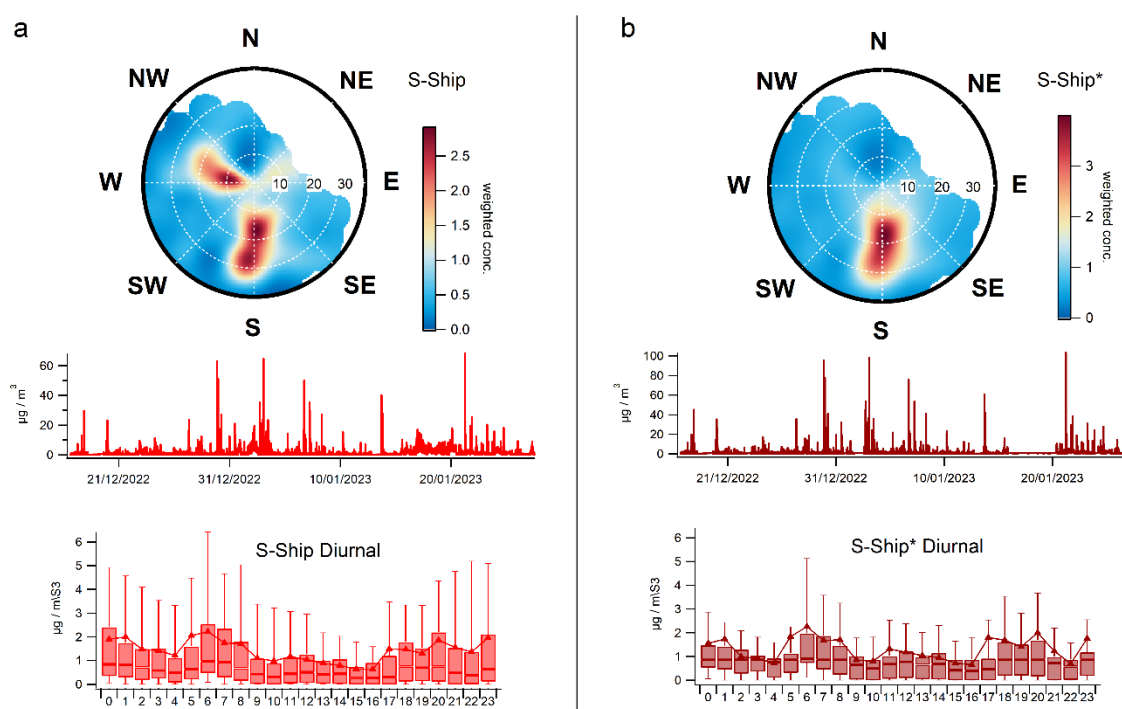 a
N
NW
NE
S-Ship
W
10
20
30
E
SW
SE
S
2.5
2.0
1.5
1.0
0.5
0.0
weighted conc.
µg / m³
60
40
20
0
21/12/2022
31/12/2022
10/01/2023
20/01/2023
S-Ship Diurnal
µg / m\S3
6
5
4
3
2
1
0
0 1 2 3 4 5 6 7 8 9 10 11 12 13 14 15 16 17 18 19 20 21 22 23
b
N
NW
NE
S-Ship*
W
10
20
30
E
SW
SE
S
3
2
1
0
weighted conc.
µg / m³
100
80
60
40
20
0
21/12/2022
31/12/2022
10/01/2023
20/01/2023
S-Ship* Diurnal
µg / m\S3
6
5
4
3
2
1
0
0 1 2 3 4 5 6 7 8 9 10 11 12 13 14 15 16 17 18 19 20 21 22 23